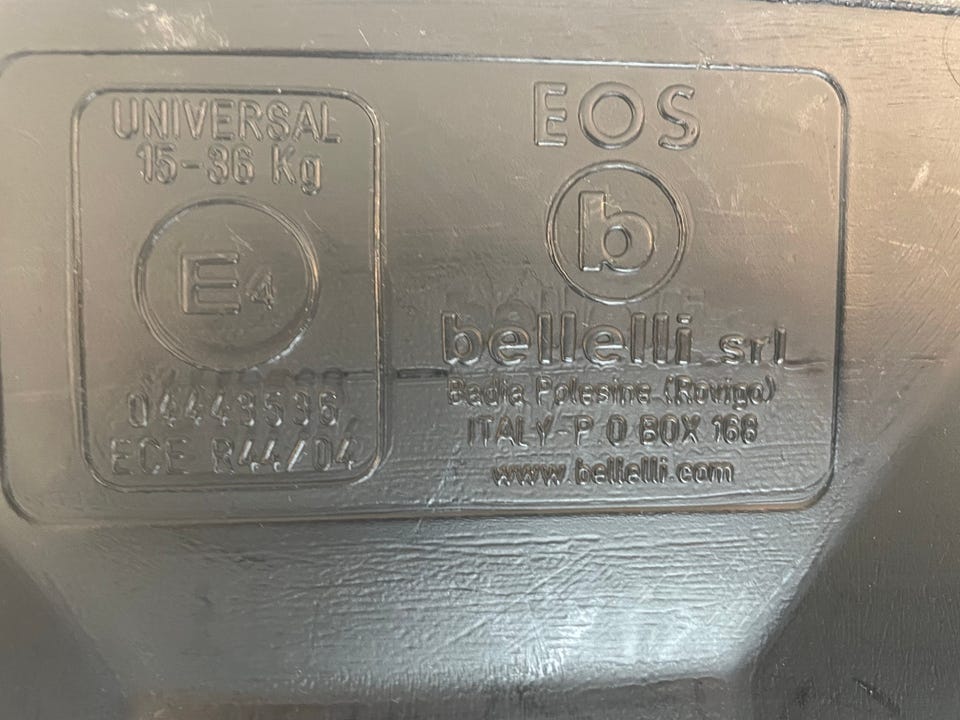 UNIVERSAL
15-36 Kg
E4
04443536
ECE R44/04
EOS
b
bellelli srl
Badia Polesine (Rovigo)
ITALY-P.O BOX 168
www.bellelli.com